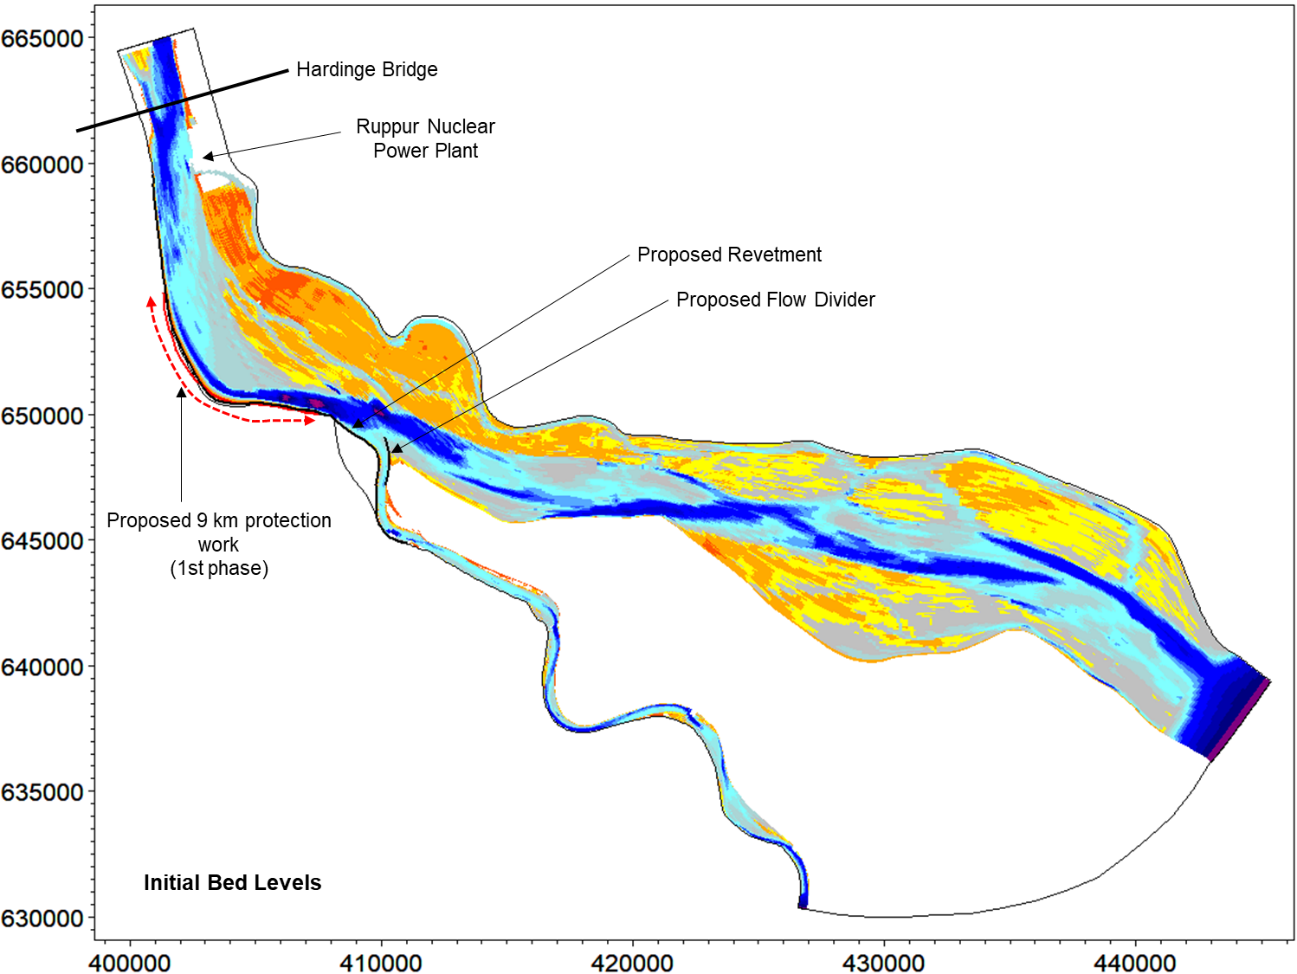 665000
660000
655000
650000
645000
640000
635000
630000
Hardinge Bridge
Ruppur Nuclear
Power Plant
Proposed Revetment
Proposed Flow Divider
Proposed 9 km protection
work
(1st phase)
Initial Bed Levels
400000
410000
420000
430000
440000